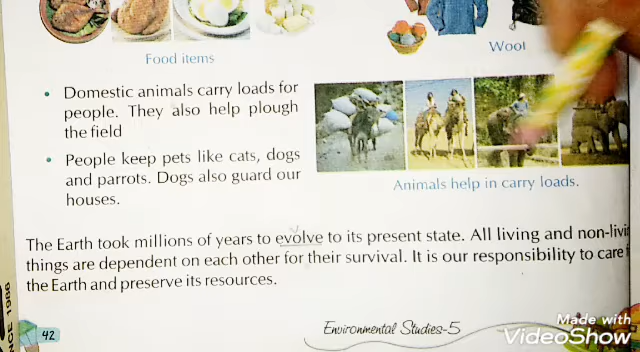 Food items
Wool
• Domestic animals carry loads for
people. They also help plough
the field
• People keep pets like cats, dogs
and parrots. Dogs also guard our
houses.
Animals help in carry loads.
The Earth took millions of years to evolve to its present state. All living and non-livi
things are dependent on each other for their survival. It is our responsibility to care
the Earth and preserve its resources.
NCE 1986
42
Environmental Studies-5
Made with
VideoShow